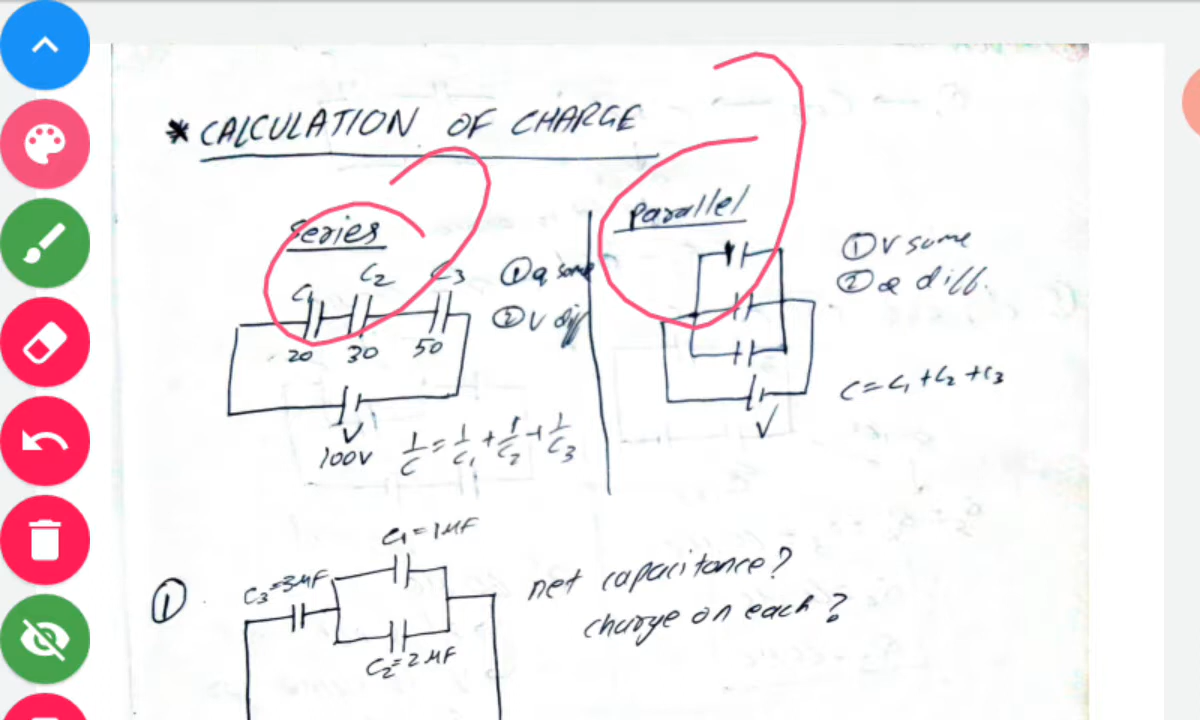 * CALCULATION OF CHARGE
Series
C1 C2 C3
20 30 50
① q same
② V diff
V
100V
1/C = 1/C1 + 1/C2 + 1/C3
Parallel
① V same
② Q diff.
V
C = C1 + C2 + C3
①
C1 = 1μF
C3 = 3μF
C2 = 2μF
net capacitance?
charge on each?